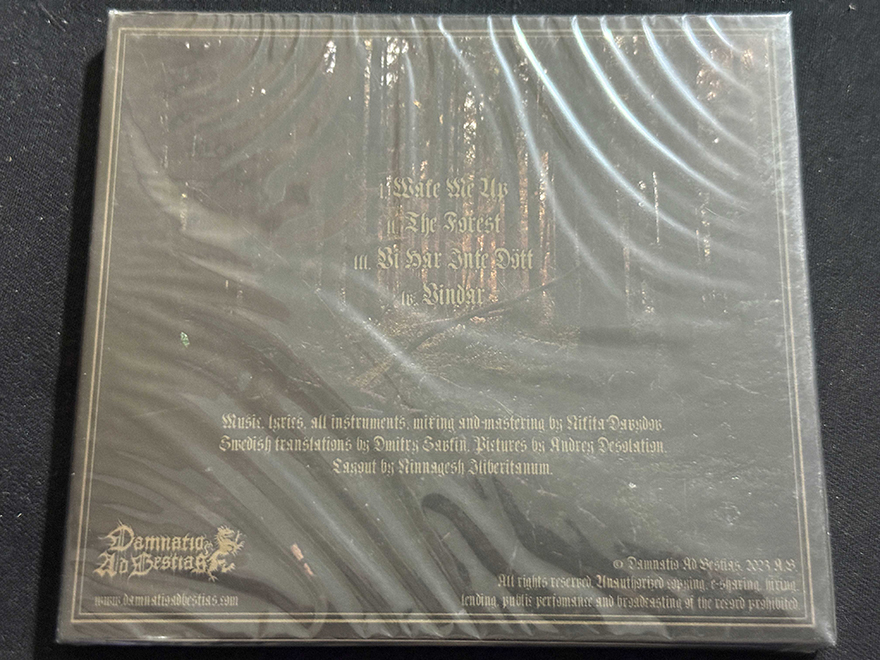 I. Wake Me Up
II. The Forest
III. Vi Har Inte Dött
IV. Vindar
Music, lyrics, all instruments, mixing and mastering by Nikita Davydov.
Swedish translations by Dmitry Savkin. Pictures by Andrey Desolation.
Layout by Ninnagesh Iliberitanum.
Damnatio
Ad Bestias
www.damnatioadbestias.com
© Damnatio Ad Bestias, 2023 A.B.
All rights reserved. Unauthorized copying, e-sharing, hiring,
lending, public perfomance and broadcasting of the record prohibited.